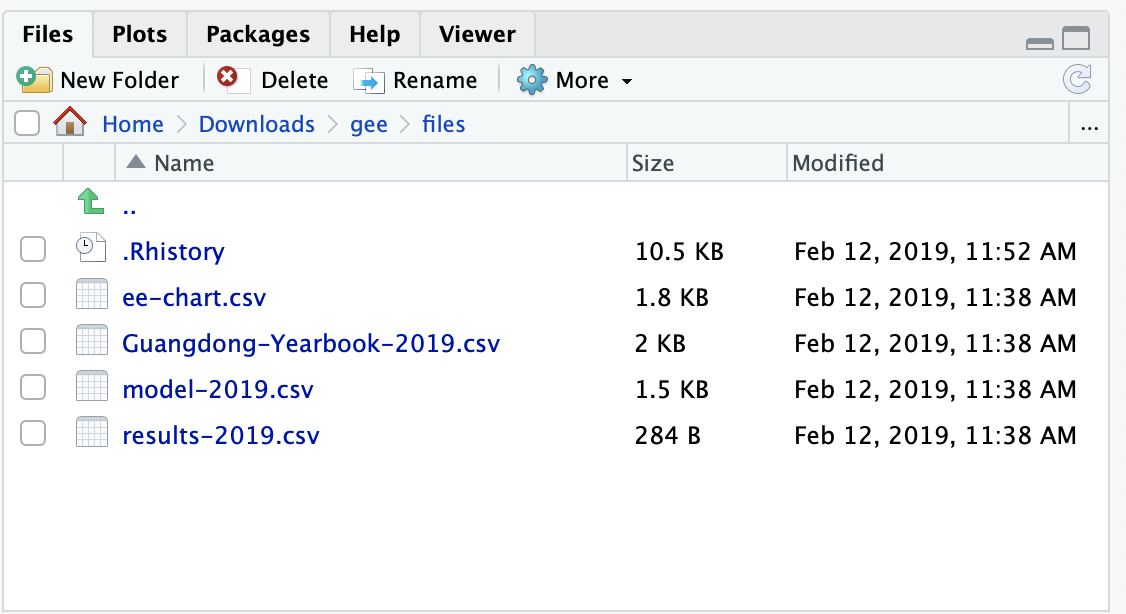 Files Plots Packages Help Viewer
New Folder Delete Rename More
Home Downloads gee files ...
Name Size Modified
..
.Rhistory 10.5 KB Feb 12, 2019, 11:52 AM
ee-chart.csv 1.8 KB Feb 12, 2019, 11:38 AM
Guangdong-Yearbook-2019.csv 2 KB Feb 12, 2019, 11:38 AM
model-2019.csv 1.5 KB Feb 12, 2019, 11:38 AM
results-2019.csv 284 B Feb 12, 2019, 11:38 AM